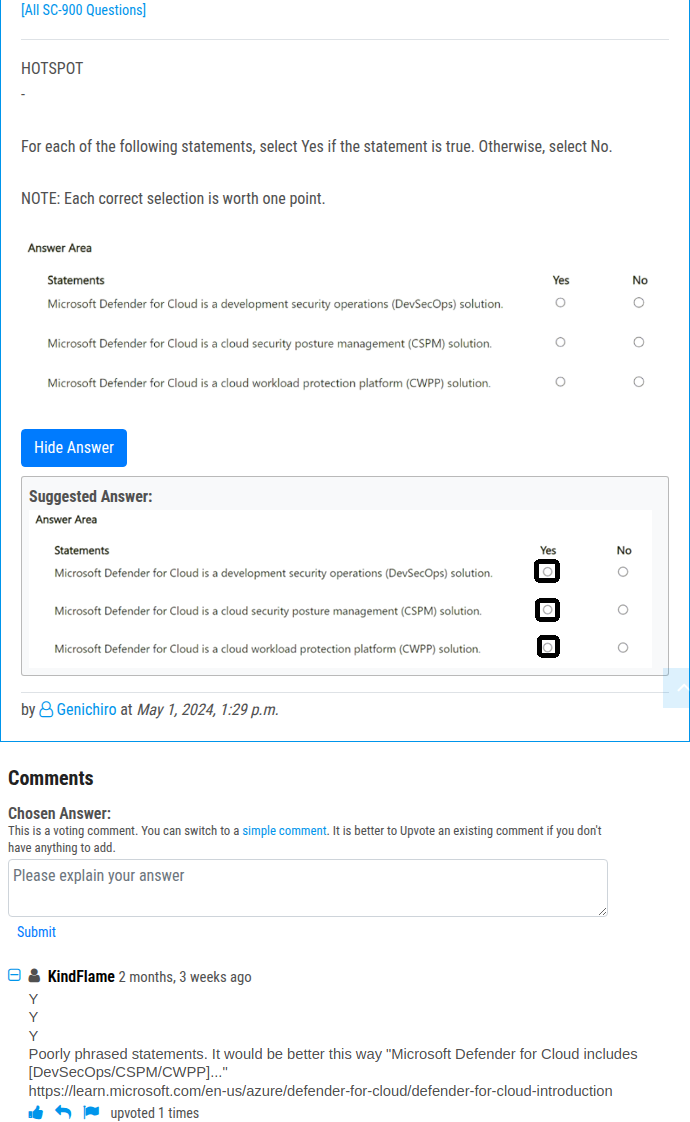 [All SC-900 Questions]
HOTSPOT
-
For each of the following statements, select Yes if the statement is true. Otherwise, select No.
NOTE: Each correct selection is worth one point.
Answer Area
Statements Yes No
Microsoft Defender for Cloud is a development security operations (DevSecOps) solution.
Microsoft Defender for Cloud is a cloud security posture management (CSPM) solution.
Microsoft Defender for Cloud is a cloud workload protection platform (CWPP) solution.
Hide Answer
Suggested Answer:
Answer Area
Statements Yes No
Microsoft Defender for Cloud is a development security operations (DevSecOps) solution.
Microsoft Defender for Cloud is a cloud security posture management (CSPM) solution.
Microsoft Defender for Cloud is a cloud workload protection platform (CWPP) solution.
by Genichiro at May 1, 2024, 1:29 p.m.
Comments
Chosen Answer:
This is a voting comment. You can switch to a simple comment. It is better to Upvote an existing comment if you don't
have anything to add.
Please explain your answer
Submit
KindFlame 2 months, 3 weeks ago
Y
Y
Y
Poorly phrased statements. It would be better this way "Microsoft Defender for Cloud includes
[DevSecOps/CSPM/CWPP]..."
https://learn.microsoft.com/en-us/azure/defender-for-cloud/defender-for-cloud-introduction
upvoted 1 times